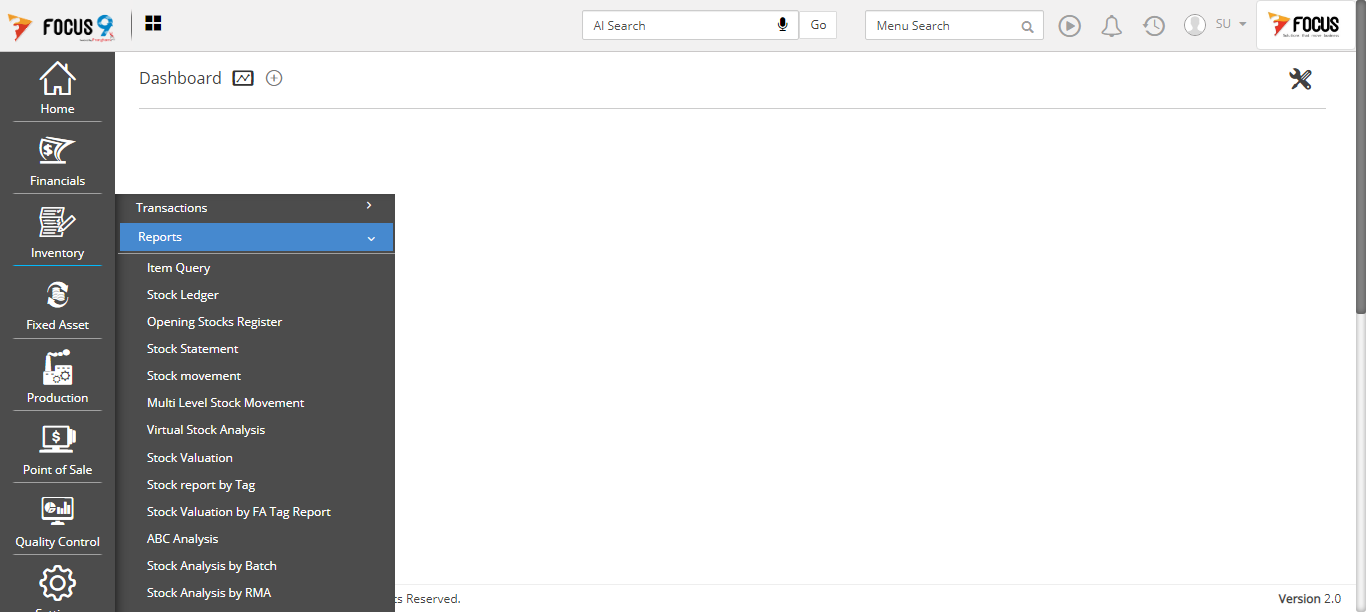 FOCUS 9
AI Search
Go
Menu Search
SU
FOCUS
Home
Financials
Inventory
Fixed Asset
Production
Point of Sale
Quality Control
Dashboard
Transactions
Reports
Item Query
Stock Ledger
Opening Stocks Register
Stock Statement
Stock movement
Multi Level Stock Movement
Virtual Stock Analysis
Stock Valuation
Stock report by Tag
Stock Valuation by FA Tag Report
ABC Analysis
Stock Analysis by Batch
Stock Analysis by RMA
ts Reserved.
Version 2.0